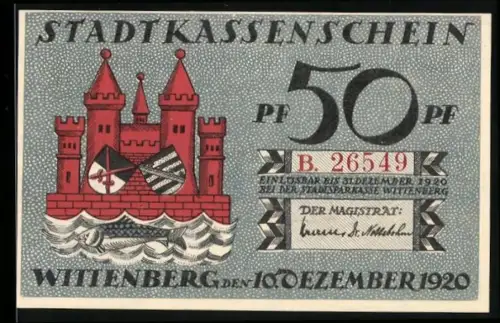 STADTKASSENSCHEIN
PF 50 PF
B. 26549
EINLÖSBAR BIS 31.DEZEMBER 1920
BEI DER STADTSPARKASSE WITTENBERG
DER MAGISTRAT:
WITTENBERG, DEN 10. DEZEMBER 1920